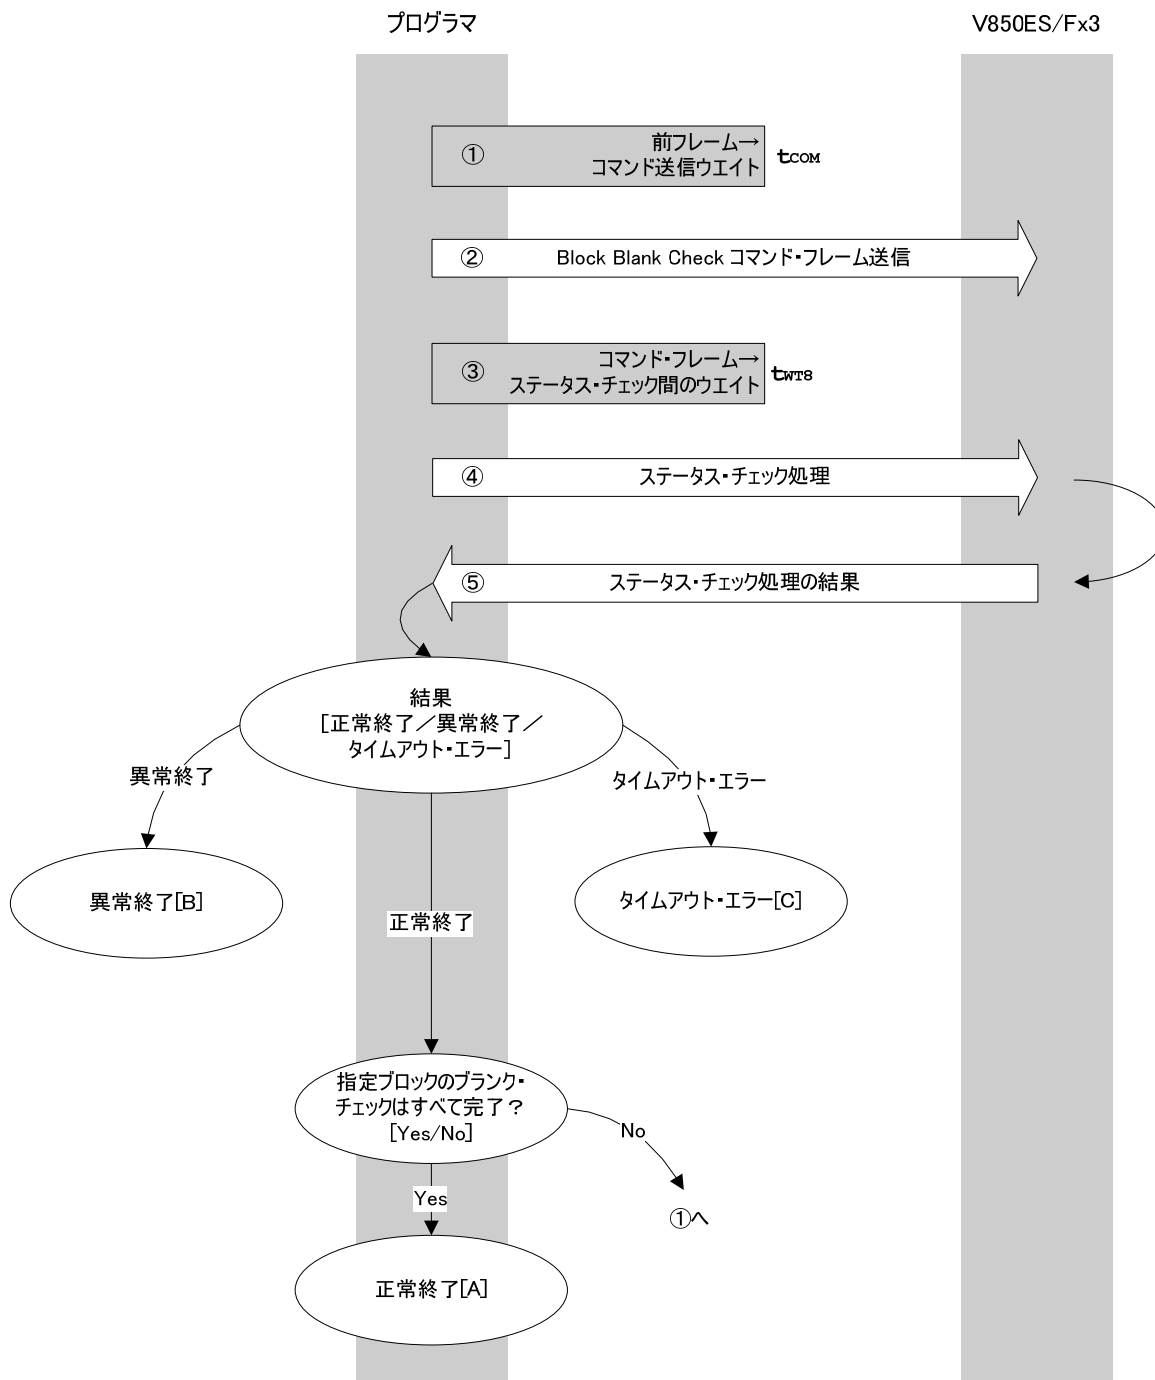 プログラマ
V850ES/Fx3
① 前フレーム→
コマンド送信ウエイト
tCOM
② Block Blank Check コマンド・フレーム送信
③ コマンド・フレーム→
ステータス・チェック間のウエイト
tWT8
④ ステータス・チェック処理
⑤ ステータス・チェック処理の結果
結果
[正常終了／異常終了／
タイムアウト・エラー]
異常終了
タイムアウト・エラー
異常終了[B]
タイムアウト・エラー[C]
正常終了
指定ブロックのブランク・
チェックはすべて完了？
[Yes/No]
No
Yes
①へ
正常終了[A]